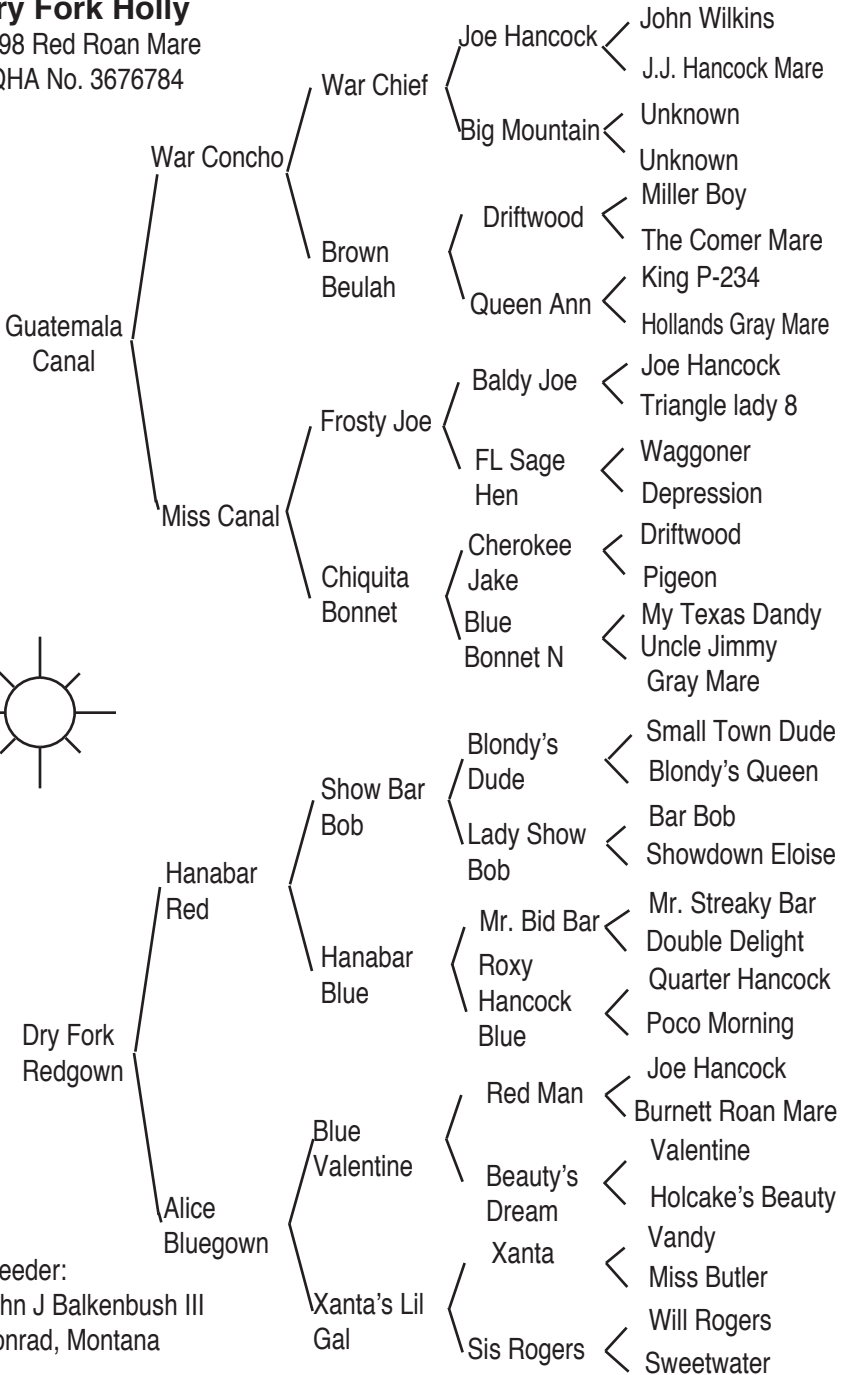 ry Fork Holly
98 Red Roan Mare
QHA No. 3676784
Guatemala
Canal
Dry Fork
Redgown
War Concho
Miss Canal
Hanabar
Red
Alice
Bluegown
War Chief
Brown
Beulah
Frosty Joe
Chiquita
Bonnet
Show Bar
Bob
Hanabar
Blue
Blue
Valentine
Xanta's Lil
Gal
Joe Hancock
Big Mountain
Driftwood
Queen Ann
Baldy Joe
FL Sage
Hen
Cherokee
Jake
Blue
Bonnet N
Blondy's
Dude
Lady Show
Bob
Mr. Bid Bar
Roxy
Hancock
Blue
Red Man
Beauty's
Dream
Xanta
Sis Rogers
John Wilkins
J.J. Hancock Mare
Unknown
Unknown
Miller Boy
The Comer Mare
King P-234
Hollands Gray Mare
Joe Hancock
Triangle lady 8
Waggoner
Depression
Driftwood
Pigeon
My Texas Dandy
Uncle Jimmy
Gray Mare
Small Town Dude
Blondy's Queen
Bar Bob
Showdown Eloise
Mr. Streaky Bar
Double Delight
Quarter Hancock
Poco Morning
Joe Hancock
Burnett Roan Mare
Valentine
Holcake's Beauty
Vandy
Miss Butler
Will Rogers
Sweetwater
eeder:
hn J Balkenbush III
onrad, Montana